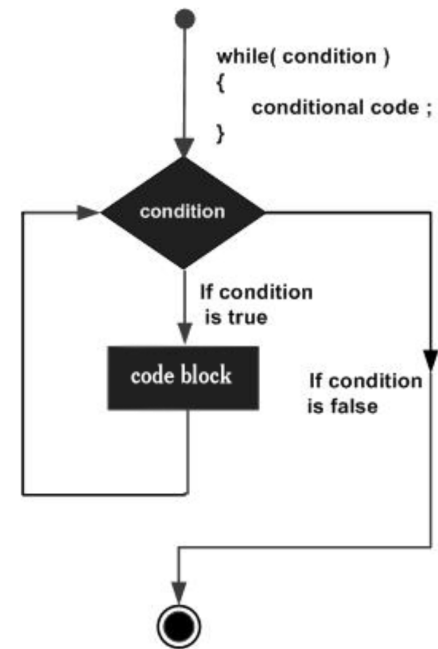 while( condition )
{
conditional code ;
}
condition
If condition
is true
code block
If condition
is false